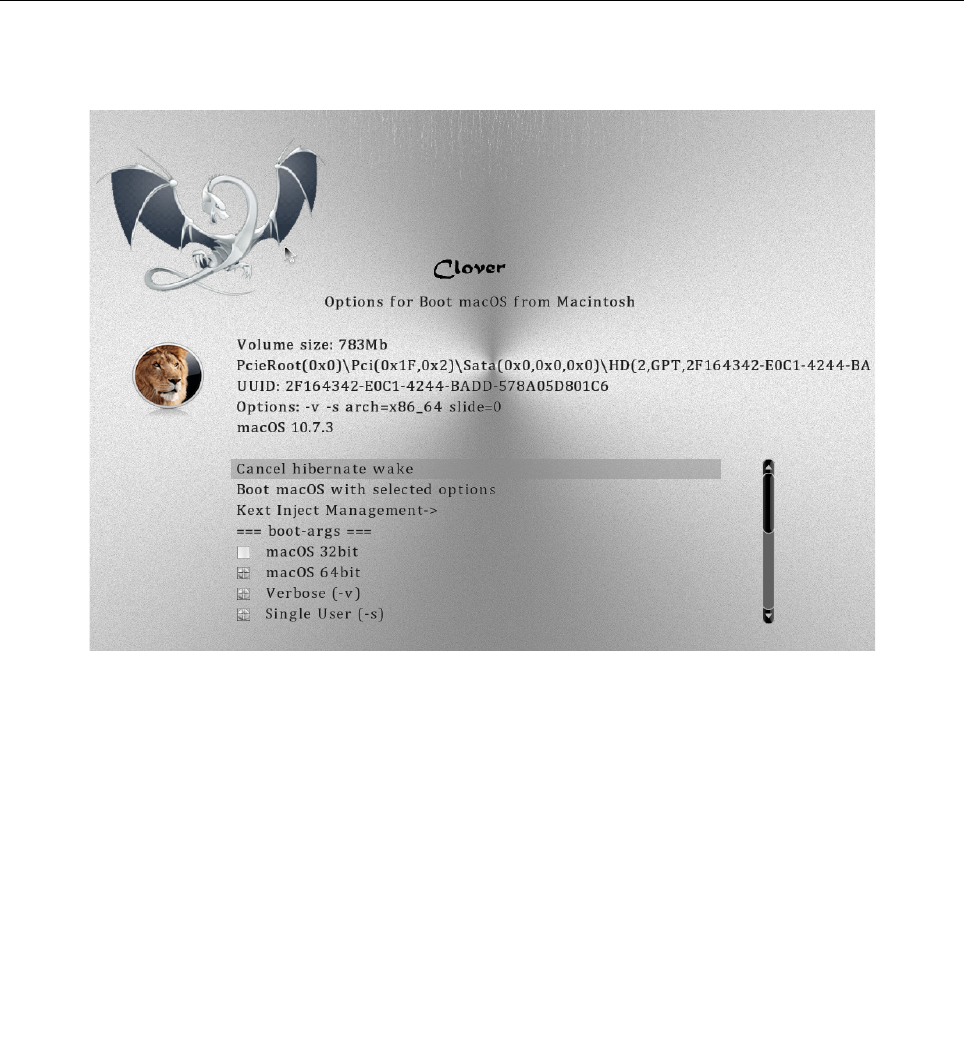 Clover
Options for Boot macOS from Macintosh
Volume size: 783Mb
PcieRoot(0x0)\Pci(0x1F,0x2)\Sata(0x0,0x0,0x0)\HD(2,GPT,2F164342-E0C1-4244-BA
UUID: 2F164342-E0C1-4244-BADD-578A05D801C6
Options: -v -s arch=x86_64 slide=0
macOS 10.7.3
Cancel hibernate wake
Boot macOS with selected options
Kext Inject Management->
=== boot-args ===
macOS 32bit
macOS 64bit
Verbose (-v)
Single User (-s)